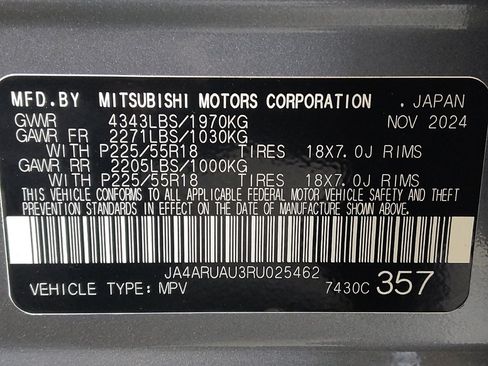 MFD.BY MITSUBISHI MOTORS CORPORATION . JAPAN
GVWR 4343LBS/1970KG NOV 2024
GAWR FR 2271LBS/1030KG
WITH P225/55R18 TIRES 18X7.0J RIMS
GAWR RR 2205LBS/1000KG
WITH P225/55R18 TIRES 18X7.0J RIMS
THIS VEHICLE CONFORMS TO ALL APPLICABLE FEDERAL MOTOR VEHICLE SAFETY AND THEFT
PREVENTION STANDARDS IN EFFECT ON THE DATE OF MANUFACTURE SHOWN ABOVE.
JA4ARUAU3RU025462
VEHICLE TYPE: MPV 7430C 357